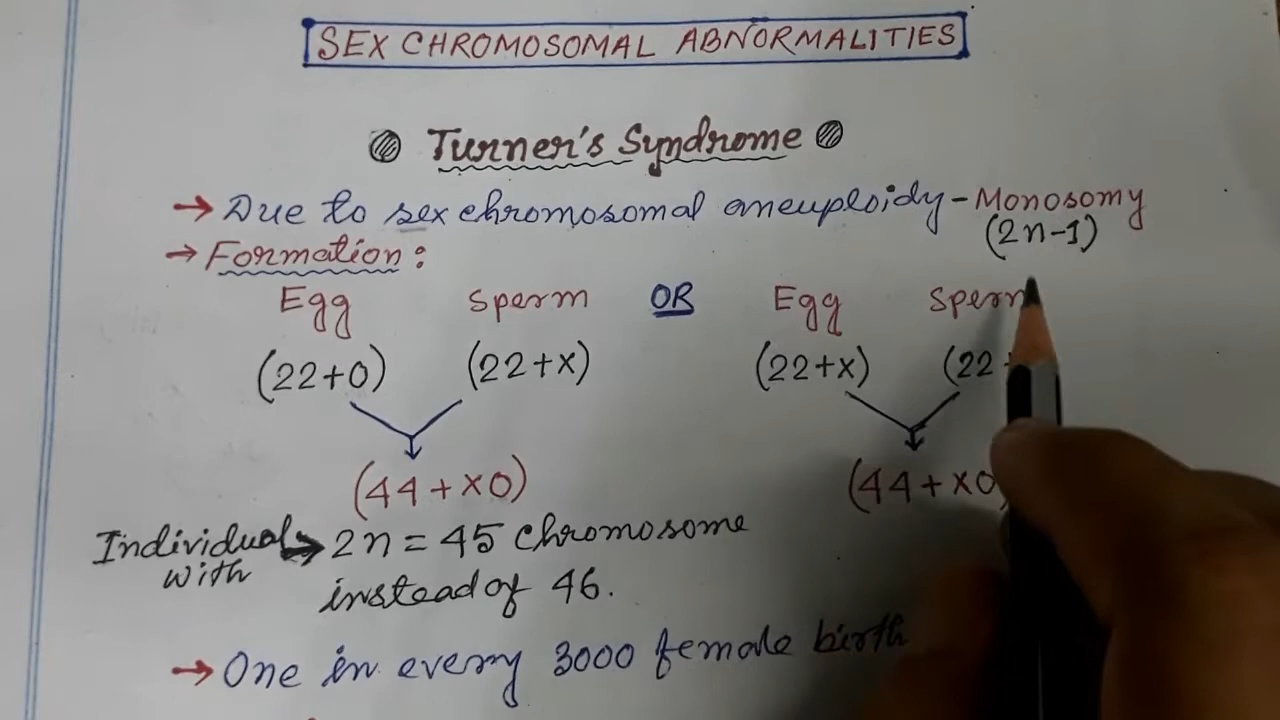 SEX CHROMOSOMAL ABNORMALITIES
Turner's Syndrome
→ Due to sex chromosomal aneuploidy - Monosomy
(2n-1)
→ Formation:
Egg Sperm OR Egg
(22+0) (22+x) (22+x) (22
(44+XO) (44+XO
Individual → 2n = 45 chromosome
with
instead of 46.
→ One in every 3000 female birth